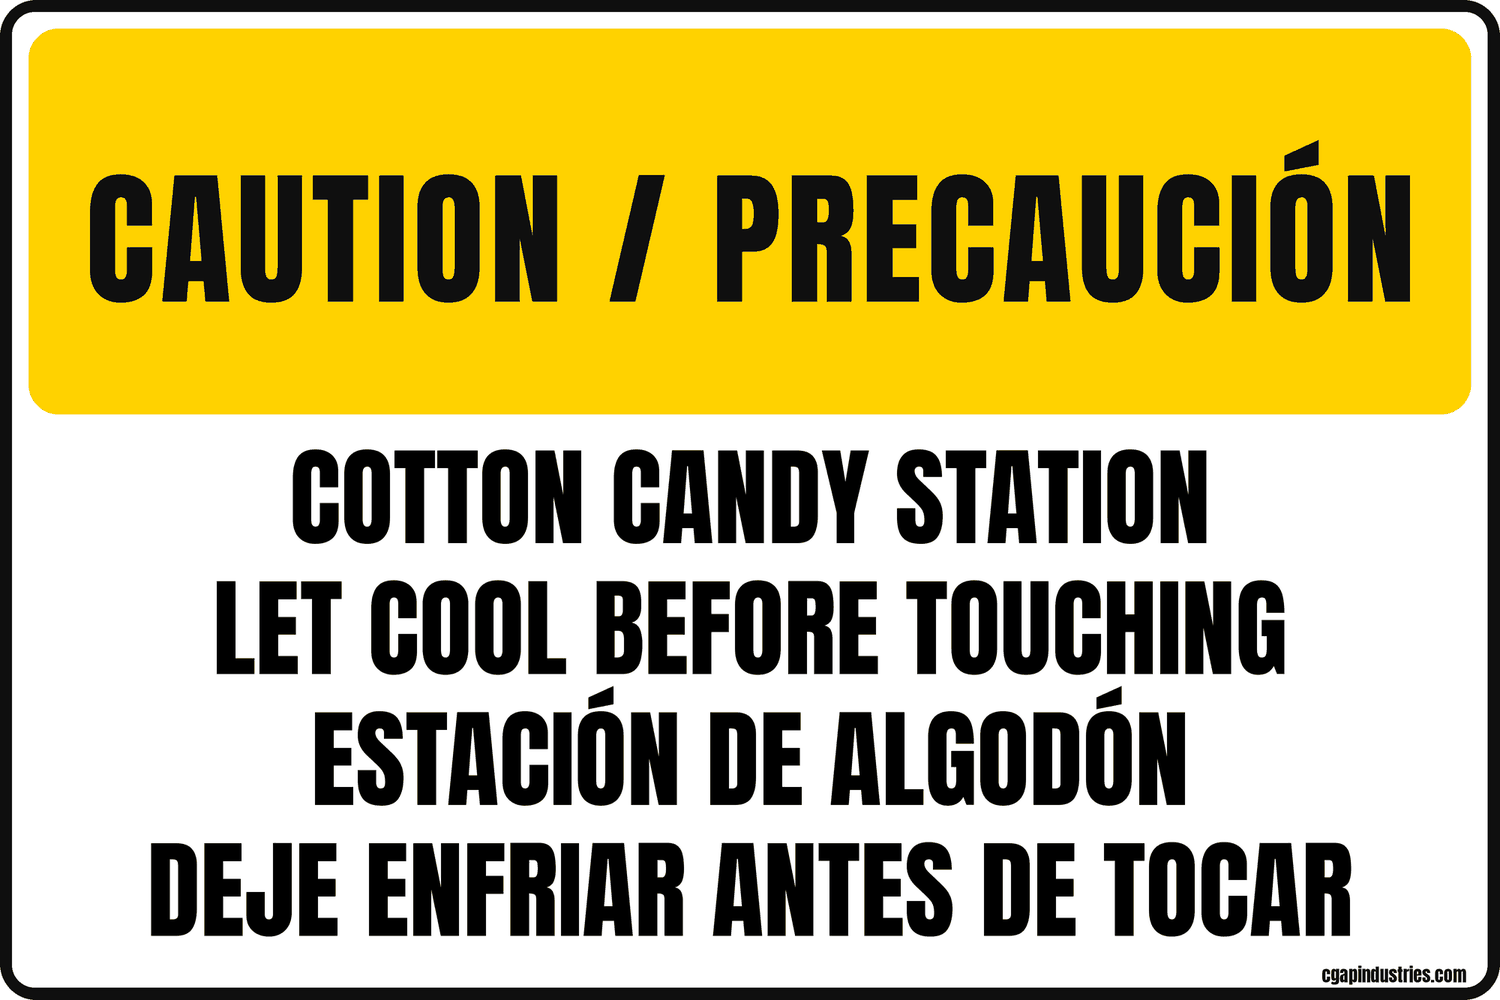 CAUTION / PRECAUCIÓN
COTTON CANDY STATION
LET COOL BEFORE TOUCHING
ESTACIÓN DE ALGODÓN
DEJE ENFRIAR ANTES DE TOCAR
cgapindustries.com